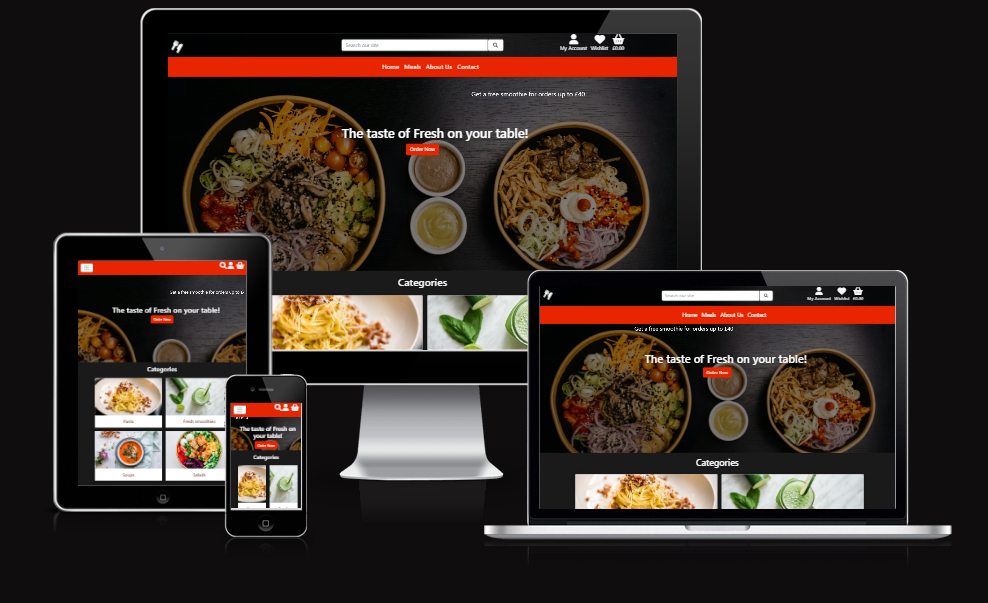 Search our site
My Account Wishlist £0.00
Home Meals About Us Contact
Get a free smoothie for orders up to £40
The taste of Fresh on your table!
Order Now
Categories
Get a free smoothie for orders up to £
The taste of Fresh on your table!
Order Now
Categories
Pasta
Fresh smoothies
Soups
Salads
The taste of Fresh on your
table!
Order Now
Categories
Search our site
My Account Wishlist £0.00
Home Meals About Us Contact
Get a free smoothie for orders up to £40
The taste of Fresh on your table!
Order Now
Categories